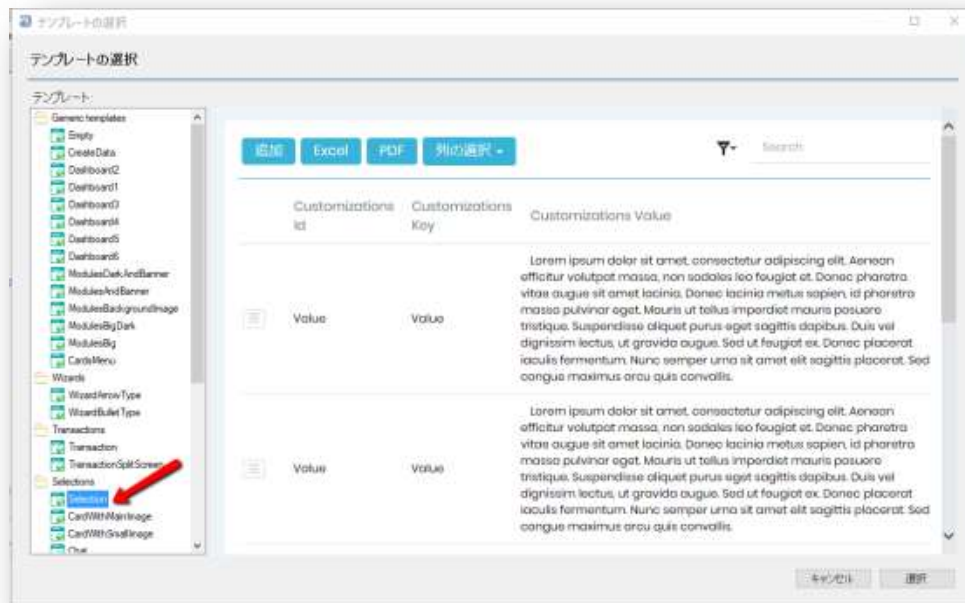 テンプレートの選択
テンプレートの選択
テンプレート
Generic templates
Empty
CreateData
Dashboard2
Dashboard1
Dashboard3
Dashboard4
Dashboard5
Dashboard6
ModulesDarkAndBanner
ModulesAndBanner
ModulesBackgroundImage
ModulesBigDark
ModulesBig
CardsMenu
Wizards
WizardArrowType
WizardBulletType
Transactions
Transaction
TransactionSplitScreen
Selections
Selection
CardWithMainImage
CardWithSmallImage
Chat
追加 Excel PDF 列の選択
Search
Customizations Id
Customizations Key
Customizations Value
Value
Value
Lorem ipsum dolor sit amet, consectetur adipiscing elit. Aenean
efficitur volutpat massa, non sodales leo feugiat et. Donec pharetra
vitae augue sit amet lacinia. Donec lacinia metus sapien, id pharetra
massa pulvinar eget. Mauris ut tellus imperdiet mauris posuere
tristique. Suspendisse aliquet purus eget sagittis dapibus. Duis vel
dignissim lectus, ut gravida augue. Sed ut feugiat ex. Donec placerat
iaculis fermentum. Nunc semper urna sit amet elit sagittis placerat. Sed
congue maximus arcu quis convallis.
Value
Value
Lorem ipsum dolor sit amet, consectetur adipiscing elit. Aenean
efficitur volutpat massa, non sodales leo feugiat et. Donec pharetra
vitae augue sit amet lacinia. Donec lacinia metus sapien, id pharetra
massa pulvinar eget. Mauris ut tellus imperdiet mauris posuere
tristique. Suspendisse aliquet purus eget sagittis dapibus. Duis vel
dignissim lectus, ut gravida augue. Sed ut feugiat ex. Donec placerat
iaculis fermentum. Nunc semper urna sit amet elit sagittis placerat. Sed
congue maximus arcu quis convallis.
キャンセル 選択